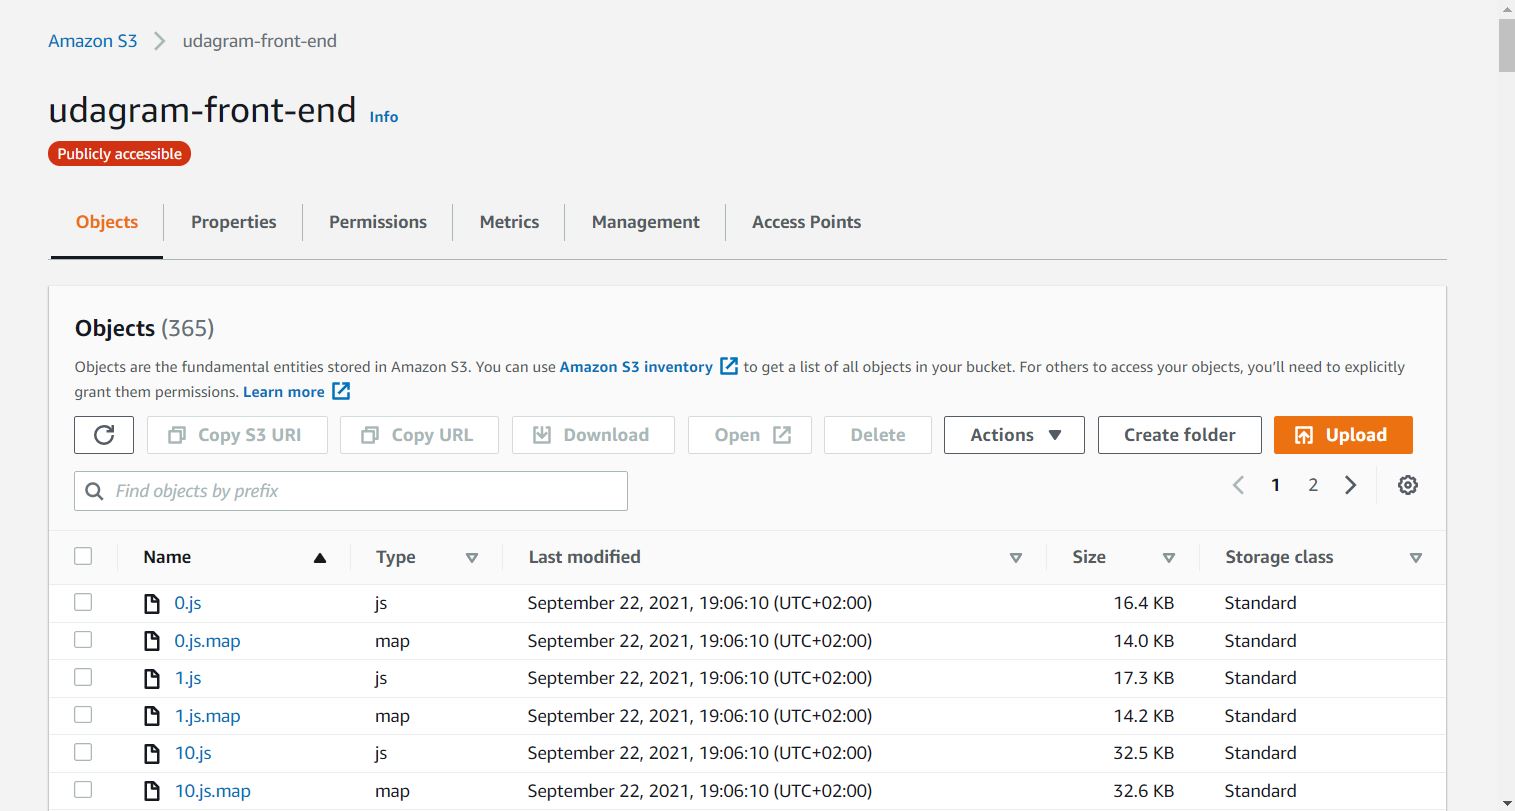 Amazon S3 udagram-front-end
udagram-front-end Info
Publicly accessible
Objects Properties Permissions Metrics Management Access Points
Objects (365)
Objects are the fundamental entities stored in Amazon S3. You can use Amazon S3 inventory to get a list of all objects in your bucket. For others to access your objects, you'll need to explicitly
grant them permissions. Learn more
Copy S3 URI Copy URL Download Open Delete Actions Create folder Upload
Find objects by prefix 1 2
Name Type Last modified Size Storage class
0.js js September 22, 2021, 19:06:10 (UTC+02:00) 16.4 KB Standard
0.js.map map September 22, 2021, 19:06:10 (UTC+02:00) 14.0 KB Standard
1.js js September 22, 2021, 19:06:10 (UTC+02:00) 17.3 KB Standard
1.js.map map September 22, 2021, 19:06:10 (UTC+02:00) 14.2 KB Standard
10.js js September 22, 2021, 19:06:10 (UTC+02:00) 32.5 KB Standard
10.js.map map September 22, 2021, 19:06:10 (UTC+02:00) 32.6 KB Standard